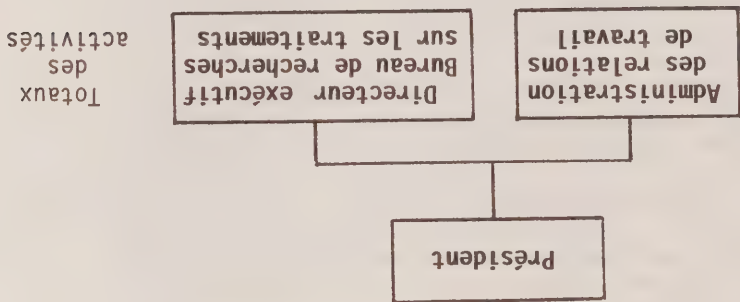 Président
Administration
des relations
de travail
Directeur exécutif
Bureau de recherches
sur les traitements
Totaux
des
activités